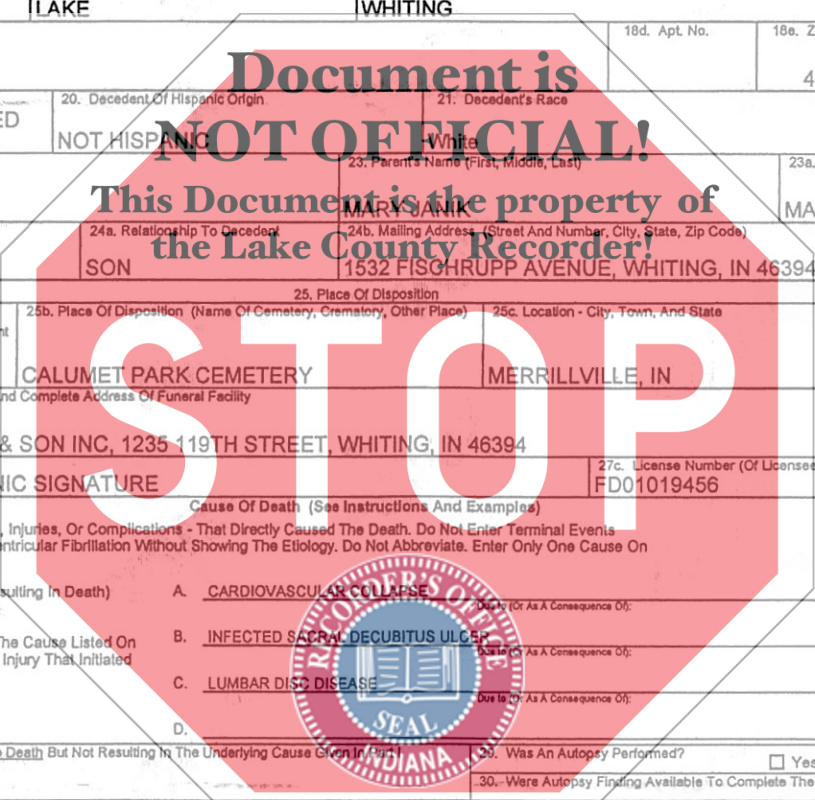 LAKE WHITING
18d. Apt. No. 18e. Z
4
Document is
20. Decedent Of Hispanic Origin 21. Decedent's Race
ED NOT HISPANIC White
NOT OFFICIAL!
23. Parent's Name (First, Middle, Last) 23a.
This Document is the property of
MARY JANIK MA
24a. Relationship To Decedent 24b. Mailing Address (Street And Number, City, State, Zip Code)
the Lake County Recorder!
SON 1532 FISCHRUPP AVENUE, WHITING, IN 46394
25. Place Of Disposition
25b. Place Of Disposition (Name Of Cemetery, Crematory, Other Place) 25c. Location - City, Town, And State
nt
STOP
CALUMET PARK CEMETERY MERRILLVILLE, IN
nd Complete Address Of Funeral Facility
& SON INC, 1235 119TH STREET, WHITING, IN 46394
27c. License Number (Of Licensee
NIC SIGNATURE FD01019456
Cause Of Death (See Instructions And Examples)
, Injuries, Or Complications - That Directly Caused The Death. Do Not Enter Terminal Events
entricular Fibrillation Without Showing The Etiology. Do Not Abbreviate. Enter Only One Cause On
sulting In Death) A. CARDIOVASCULAR COLLAPSE
Due to (Or As A Consequence Of):
he Cause Listed On B. INFECTED SACRAL DECUBITUS ULCER
Injury That Initiated Due to (Or As A Consequence Of):
C. LUMBAR DISC DISEASE
Due to (Or As A Consequence Of):
D.
RECORDER'S OFFICE
SEAL
INDIANA
Death But Not Resulting In The Underlying Cause Given In Part I 29. Was An Autopsy Performed? Yes
30. Were Autopsy Finding Available To Complete The